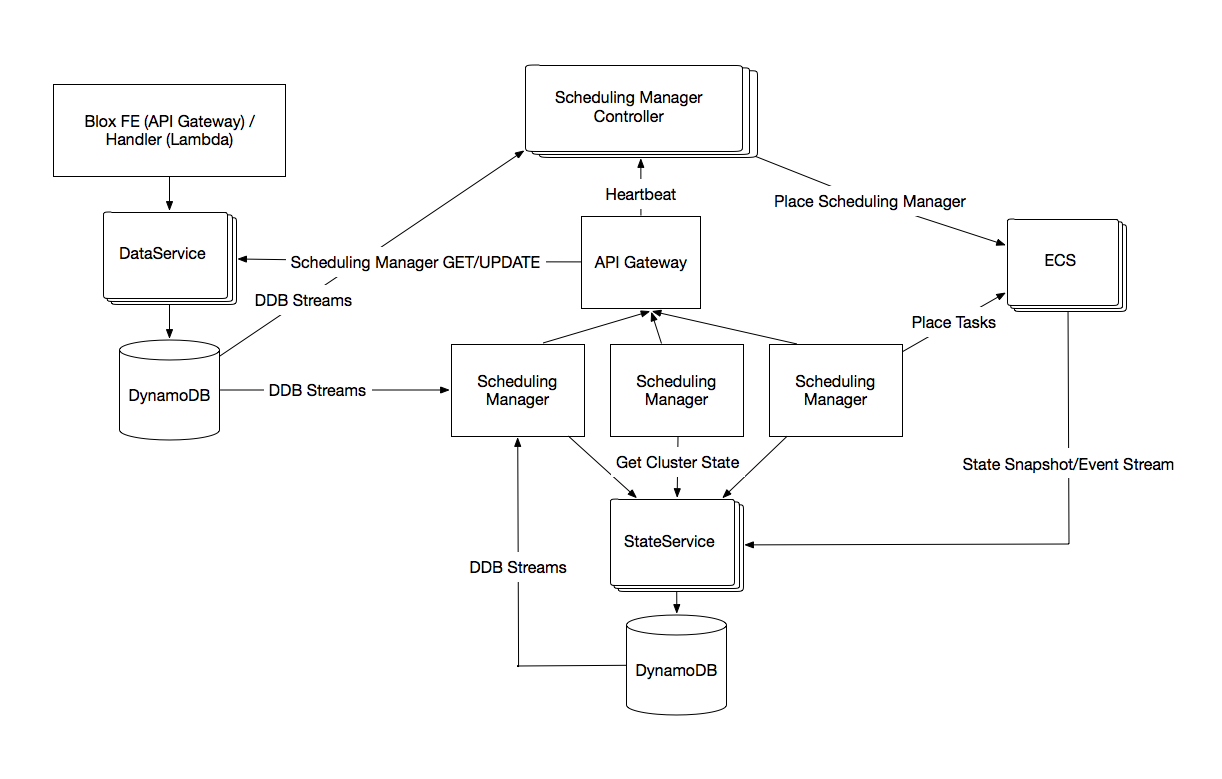 Scheduling Manager
Controller
Blox FE (API Gateway) /
Handler (Lambda)
Heartbeat
Place Scheduling Manager
DataService
Scheduling Manager GET/UPDATE
API Gateway
ECS
DDB Streams
Place Tasks
DynamoDB
DDB Streams
Scheduling
Manager
Scheduling
Manager
Scheduling
Manager
Get Cluster State
State Snapshot/Event Stream
StateService
DDB Streams
DynamoDB